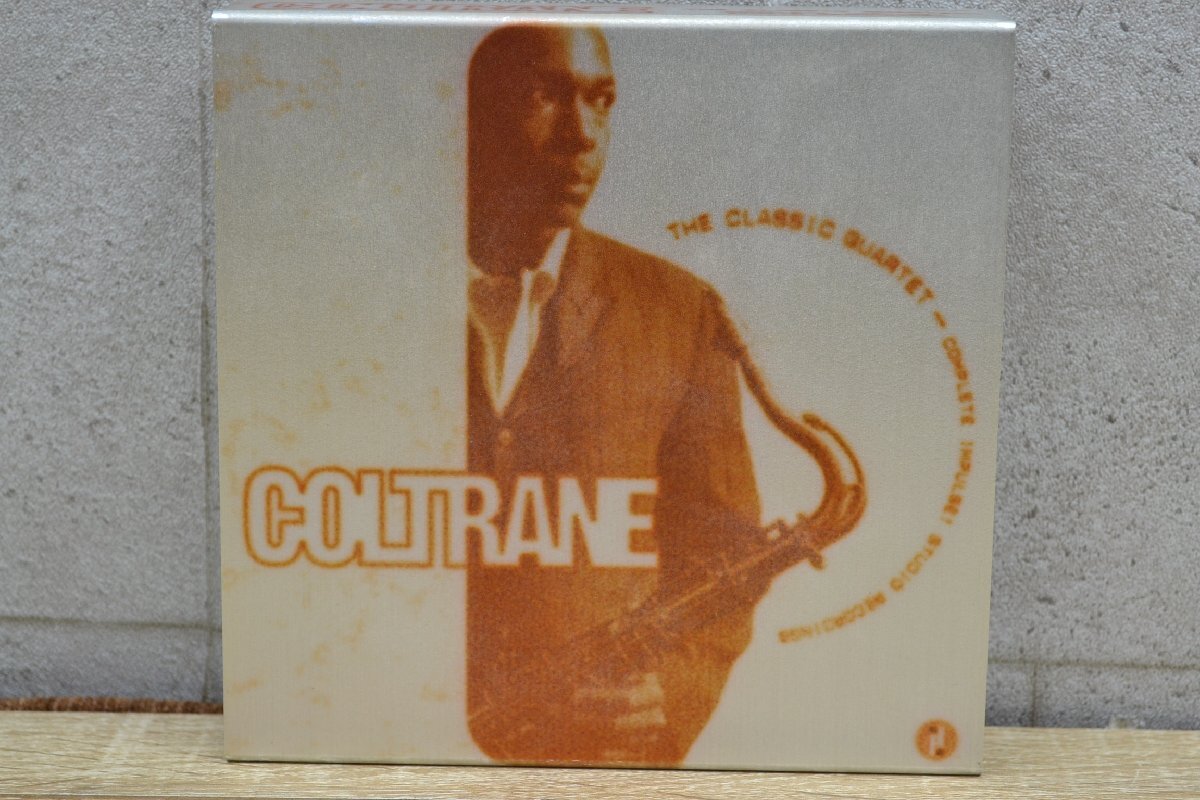 COLTRANE
THE CLASSIC QUARTET — COMPLETE IMPULSE! STUDIO RECORDINGS